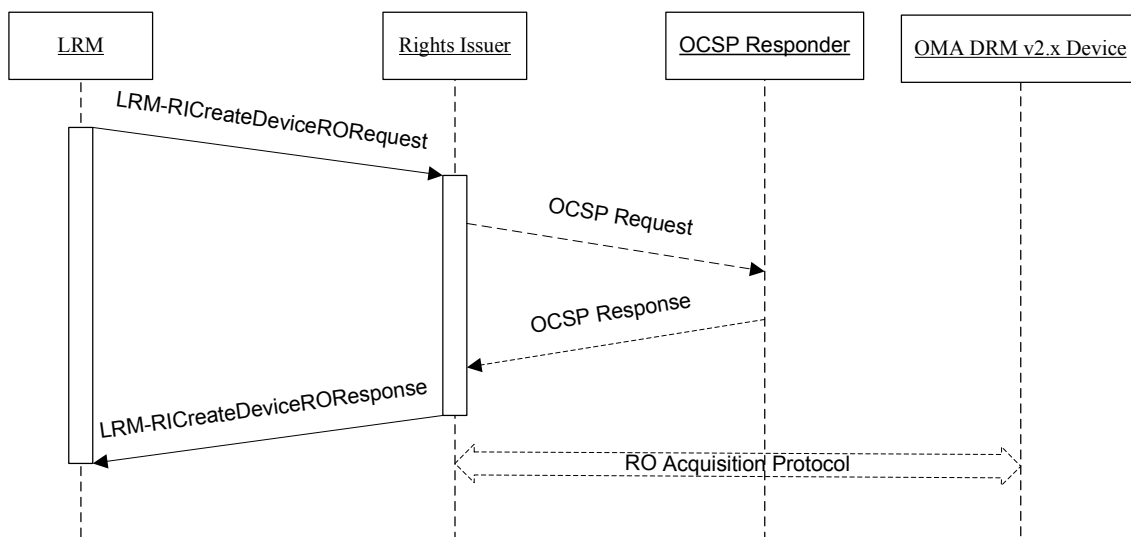 LRM
Rights Issuer
OCSP Responder
OMA DRM v2.x Device
LRM-RICreateDeviceRORequest
OCSP Request
OCSP Response
LRM-RICreateDeviceROResponse
RO Acquisition Protocol